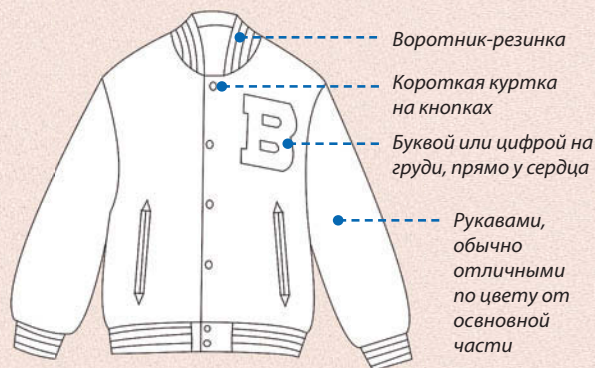 Воротник-резинка
Короткая куртка
на кнопках
B
Буквой или цифрой на
груди, прямо у сердца
Рукавами,
обычно
отличными
по цвету от
освновной
части